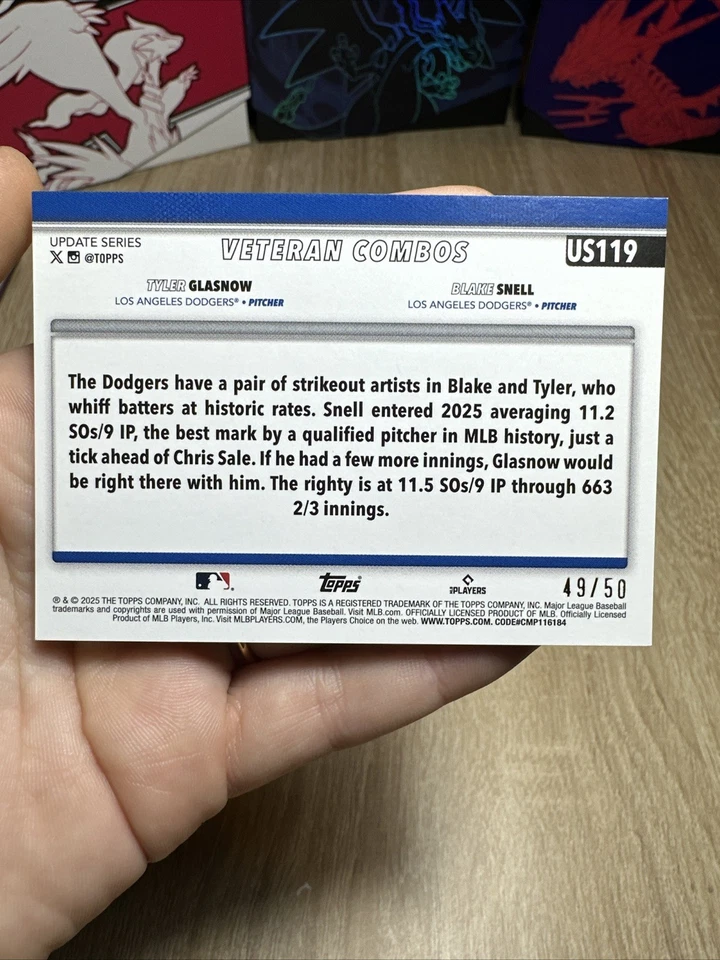 UPDATE SERIES
@TOPPS
VETERAN COMBOS
US119
TYLER GLASNOW
LOS ANGELES DODGERS® • PITCHER
BLAKE SNELL
LOS ANGELES DODGERS® • PITCHER
The Dodgers have a pair of strikeout artists in Blake and Tyler, who
whiff batters at historic rates. Snell entered 2025 averaging 11.2
SOs/9 IP, the best mark by a qualified pitcher in MLB history, just a
tick ahead of Chris Sale. If he had a few more innings, Glasnow would
be right there with him. The righty is at 11.5 SOs/9 IP through 663
2/3 innings.
Topps
PLAYERS
49/50
® & © 2025 THE TOPPS COMPANY, INC. ALL RIGHTS RESERVED. TOPPS IS A REGISTERED TRADEMARK OF THE TOPPS COMPANY, INC. Major League Baseball
trademarks and copyrights are used with permission of Major League Baseball. Visit MLB.com. OFFICIALLY LICENSED PRODUCT OF MLB. Officially Licensed
Product of MLB Players, Inc. Visit MLBPLAYERS.COM, the Players Choice on the web. WWW.TOPPS.COM. CODE#CMP116184